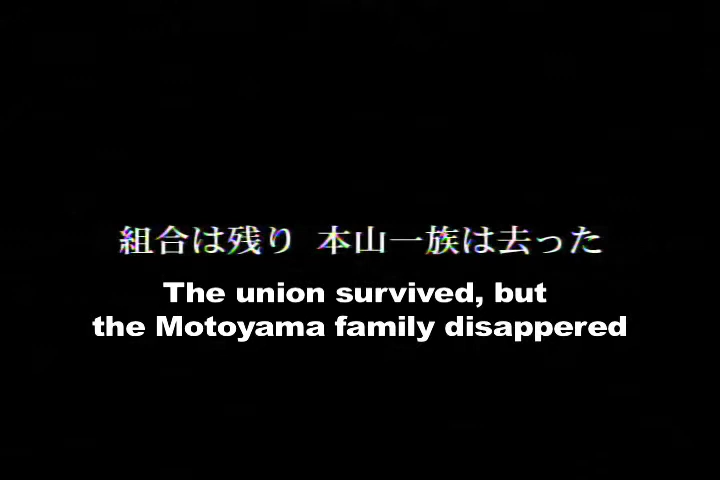 組合は残り 本山一族は去った
The union survived, but
the Motoyama family disappered